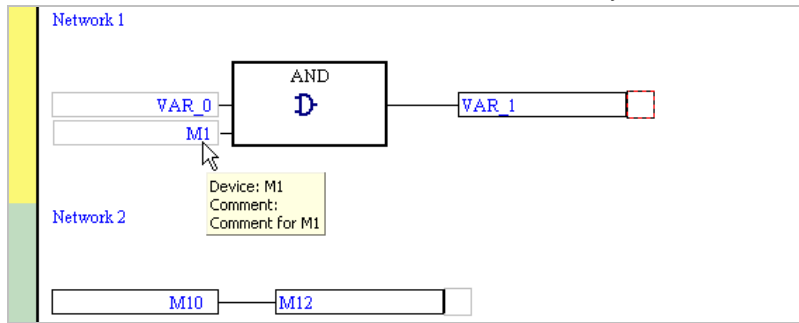 Network 1
AND
VAR_0
VAR_1
M1
Device: M1
Comment:
Comment for M1
Network 2
M10
M12